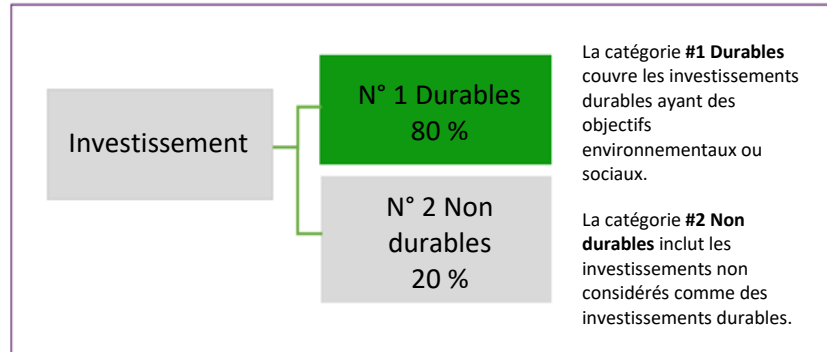 Investissement
N° 1 Durables
80 %
N° 2 Non
durables
20 %
La catégorie #1 Durables
couvre les investissements
durables ayant des
objectifs
environnementaux ou
sociaux.
La catégorie #2 Non
durables inclut les
investissements non
considérés comme des
investissements durables.